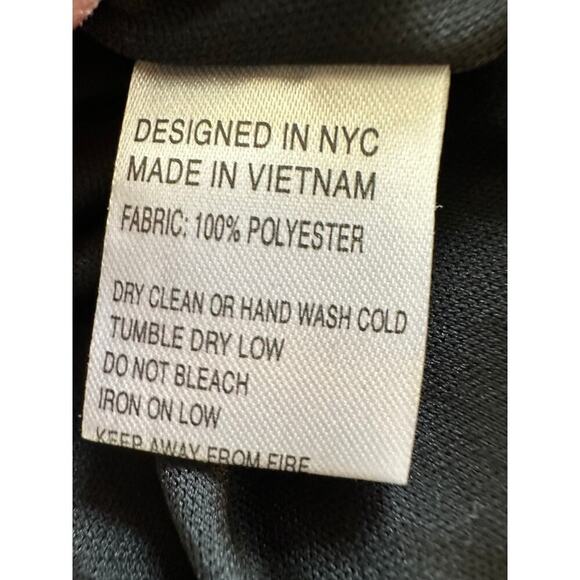 DESIGNED IN NYC
MADE IN VIETNAM
FABRIC: 100% POLYESTER
DRY CLEAN OR HAND WASH COLD
TUMBLE DRY LOW
DO NOT BLEACH
IRON ON LOW
KEEP AWAY FROM FIRE